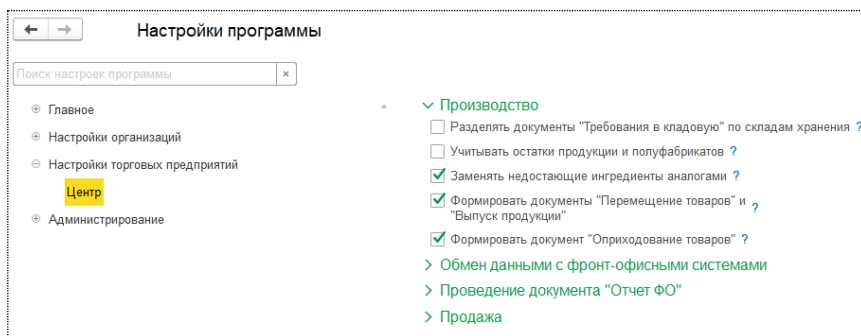 Настройки программы
Поиск настроек программы
Главное
Настройки организаций
Настройки торговых предприятий
Центр
Администрирование
Производство
Разделять документы "Требования в кладовую" по складам хранения ?
Учитывать остатки продукции и полуфабрикатов ?
Заменять недостающие ингредиенты аналогами ?
Формировать документы "Перемещение товаров" и ?
"Выпуск продукции"
Формировать документ "Оприходование товаров" ?
Обмен данными с фронт-офисными системами
Проведение документа "Отчет ФО"
Продажа